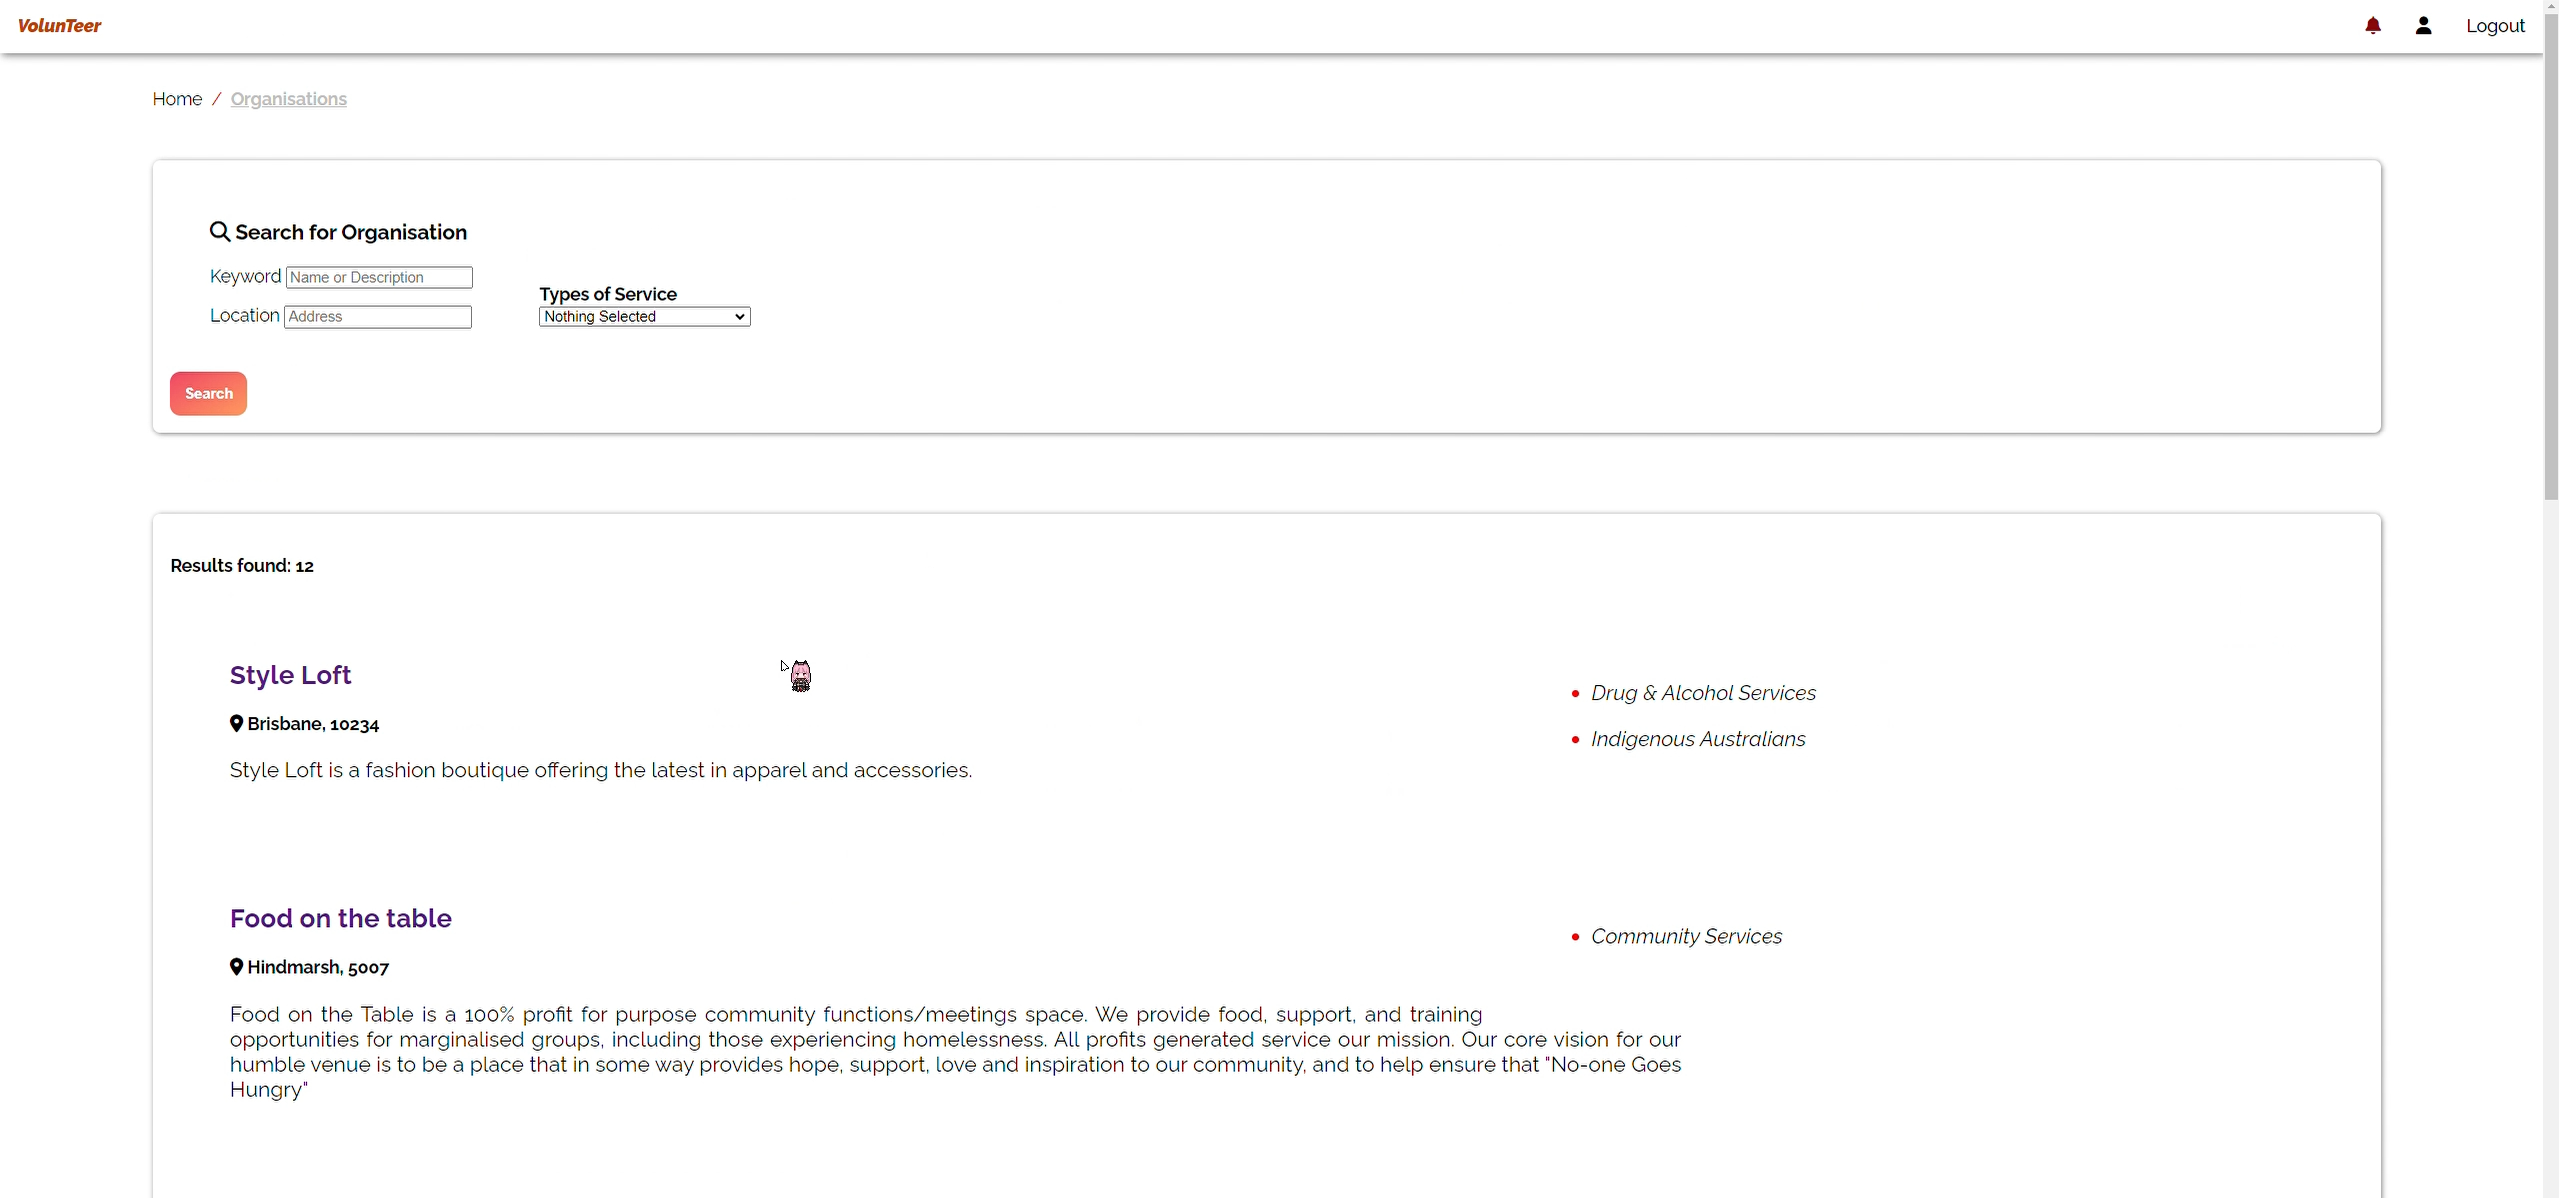 VolunTeer
Logout
Home / Organisations
Search for Organisation
Keyword Name or Description
Types of Service
Location Address
Nothing Selected
Search
Results found: 12
Style Loft
Drug & Alcohol Services
Brisbane, 10234
Indigenous Australians
Style Loft is a fashion boutique offering the latest in apparel and accessories.
Food on the table
Community Services
Hindmarsh, 5007
Food on the Table is a 100% profit for purpose community functions/meetings space. We provide food, support, and training
opportunities for marginalised groups, including those experiencing homelessness. All profits generated service our mission. Our core vision for our
humble venue is to be a place that in some way provides hope, support, love and inspiration to our community, and to help ensure that "No-one Goes
Hungry"